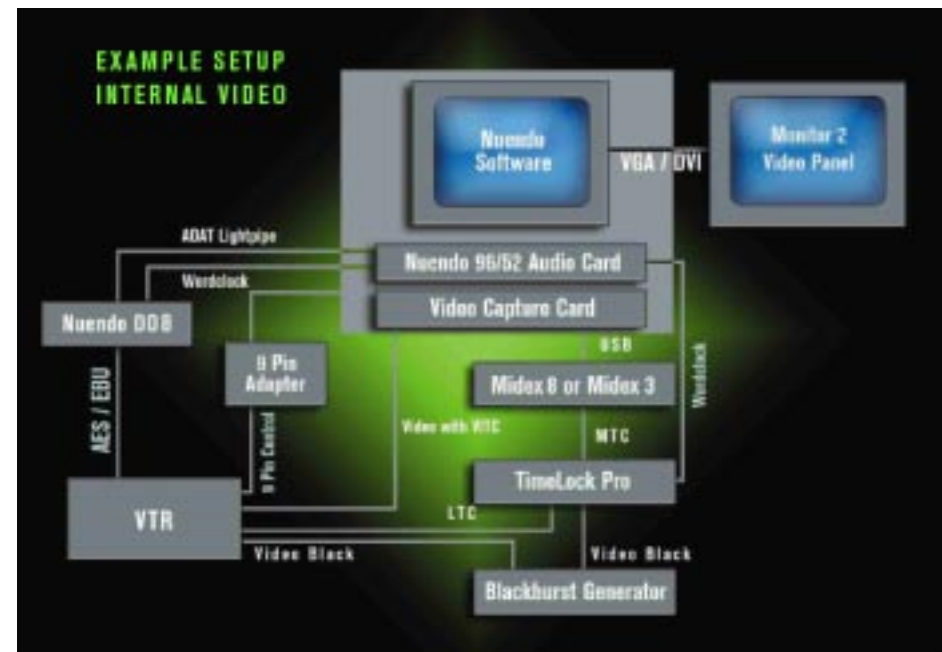 EXAMPLE SETUP
INTERNAL VIDEO
Nuendo
Software
VGA / DVI
Monitor 2
Video Panel
ADAT Lightpipe
Nuendo 96/52 Audio Card
Wordclock
Video Capture Card
Nuendo DD8
USB
9 Pin
Adapter
Midex 8 or Midex 3
Wordclock
AES / EBU
9 Pin Control
Video with VITC
MTC
TimeLock Pro
VTR
LTC
Video Black
Video Black
Blackburst Generator